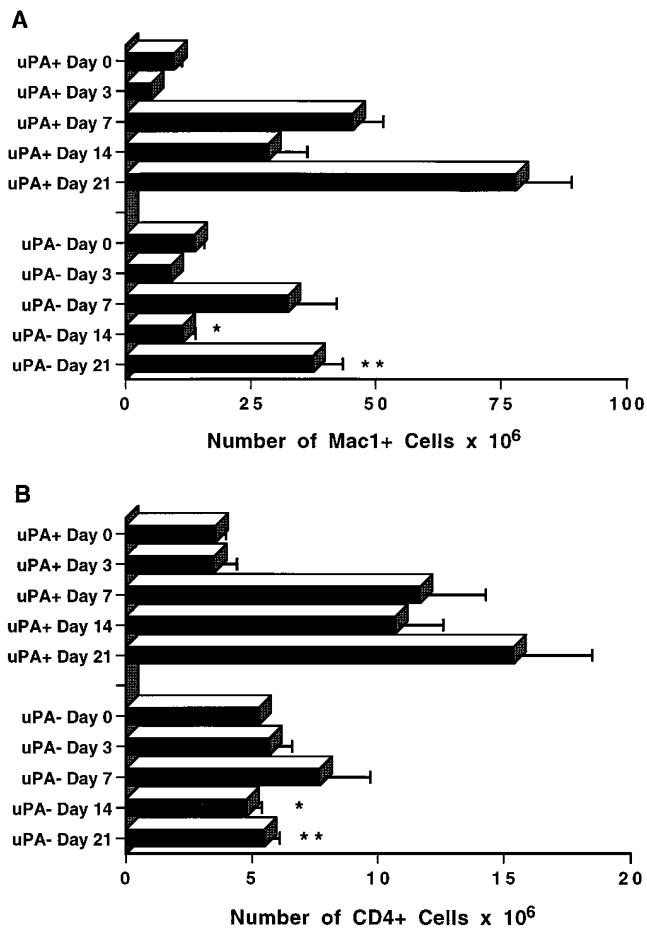 A
uPA+ Day 0
uPA+ Day 3
uPA+ Day 7
uPA+ Day 14
uPA+ Day 21
uPA- Day 0
uPA- Day 3
uPA- Day 7
uPA- Day 14 *
uPA- Day 21 * *
0 25 50 75 100
Number of Mac1+ Cells x 10⁶
B
uPA+ Day 0
uPA+ Day 3
uPA+ Day 7
uPA+ Day 14
uPA+ Day 21
uPA- Day 0
uPA- Day 3
uPA- Day 7
uPA- Day 14 *
uPA- Day 21 * *
0 5 10 15 20
Number of CD4+ Cells x 10⁶